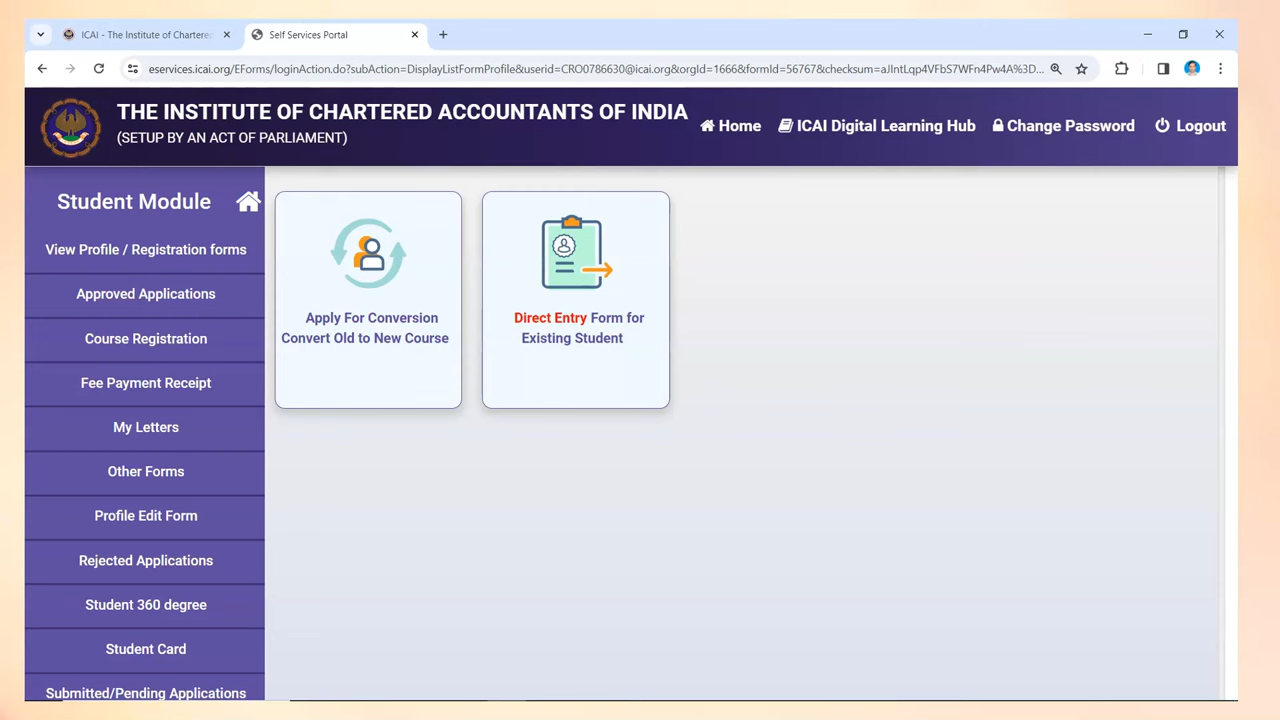 ICAI - The Institute of Chartere
Self Services Portal
eservices.icai.org/EForms/loginAction.do?subAction=DisplayListFormProfile&userid=CRO0786630@icai.org&orgId=1666&formId=56767&checksum=aJIntLqp4VFbS7WFn4Pw4A%3D...
THE INSTITUTE OF CHARTERED ACCOUNTANTS OF INDIA
(SETUP BY AN ACT OF PARLIAMENT)
Home
ICAI Digital Learning Hub
Change Password
Logout
Student Module
View Profile / Registration forms
Approved Applications
Course Registration
Fee Payment Receipt
My Letters
Other Forms
Profile Edit Form
Rejected Applications
Student 360 degree
Student Card
Submitted/Pending Applications
Apply For Conversion
Convert Old to New Course
Direct Entry Form for
Existing Student